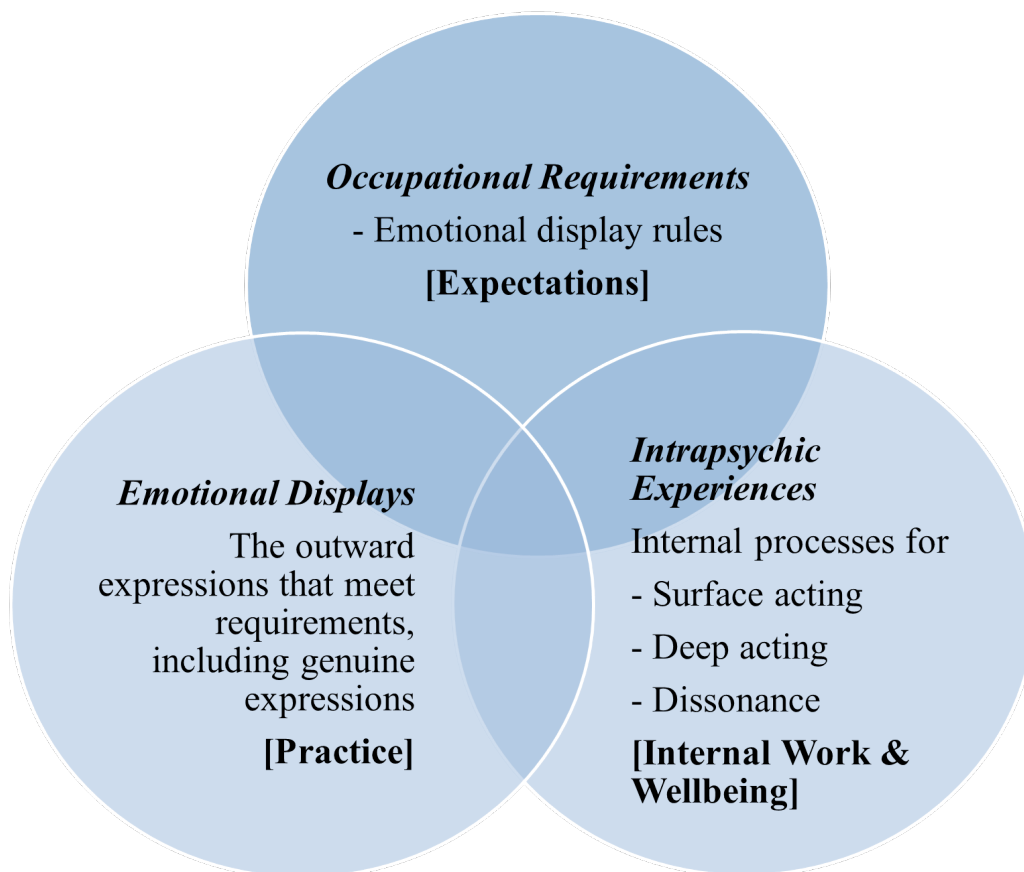 Occupational Requirements
- Emotional display rules
[Expectations]
Emotional Displays
The outward
expressions that meet
requirements,
including genuine
expressions
[Practice]
Intrapsychic
Experiences
Internal processes for
- Surface acting
- Deep acting
- Dissonance
[Internal Work &
Wellbeing]